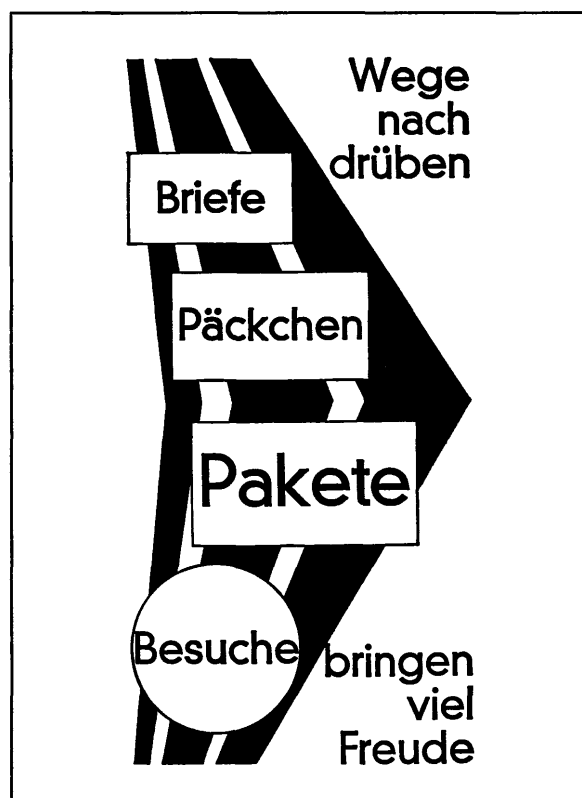 Wege
nach
drüben
Briefe
Päckchen
Pakete
Besuche
bringen
viel
Freude